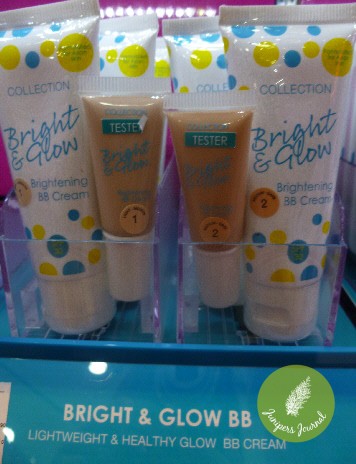 COLLECTION
Bright
& Glow
Brightening
BB Cream
TESTER
Bright
& Glow
1
TESTER
Bright
& Glow
2
COLLECTION
Bright
& Glow
Brightening
BB Cream
2
BRIGHT & GLOW BB
LIGHTWEIGHT & HEALTHY GLOW BB CREAM
Junipers Journal